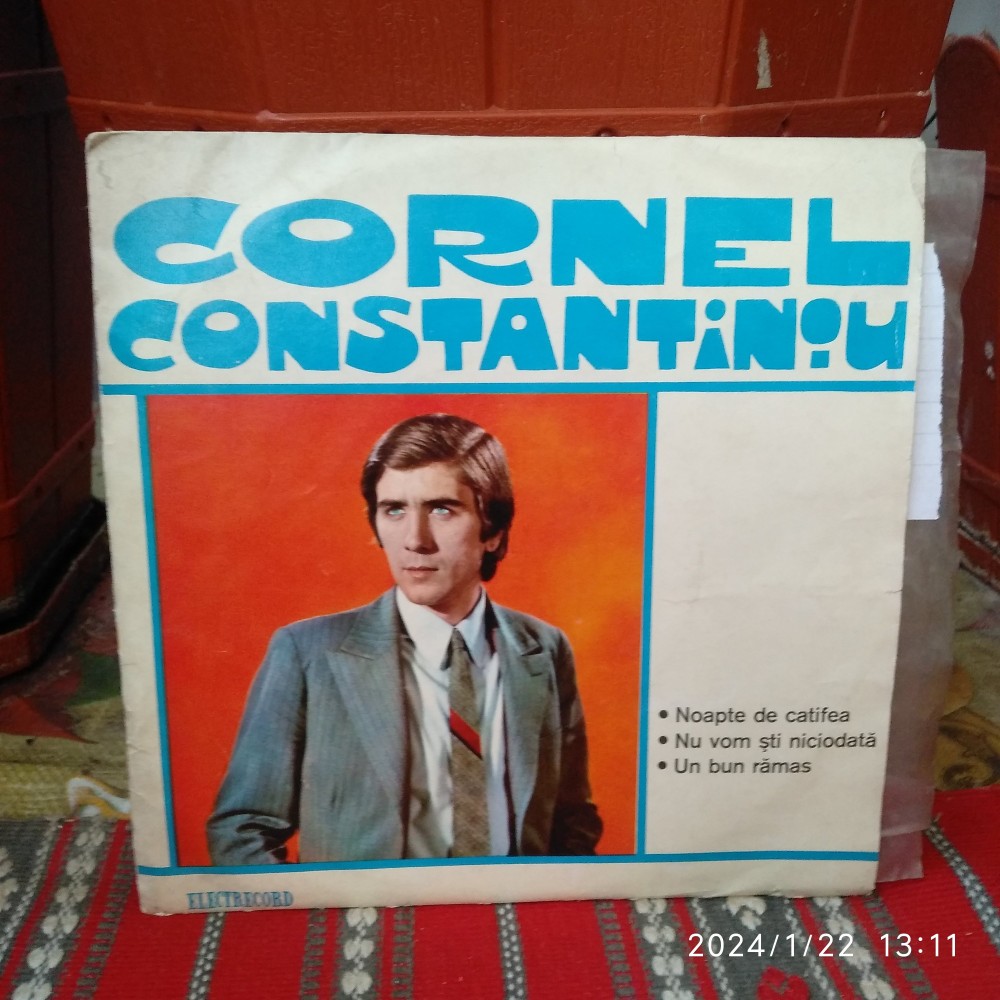 CORNEL
CONSTANTINIU
• Noapte de catifea
• Nu vom ști niciodată
• Un bun rămas
ELECTRECORD
2024/1/22 13:11